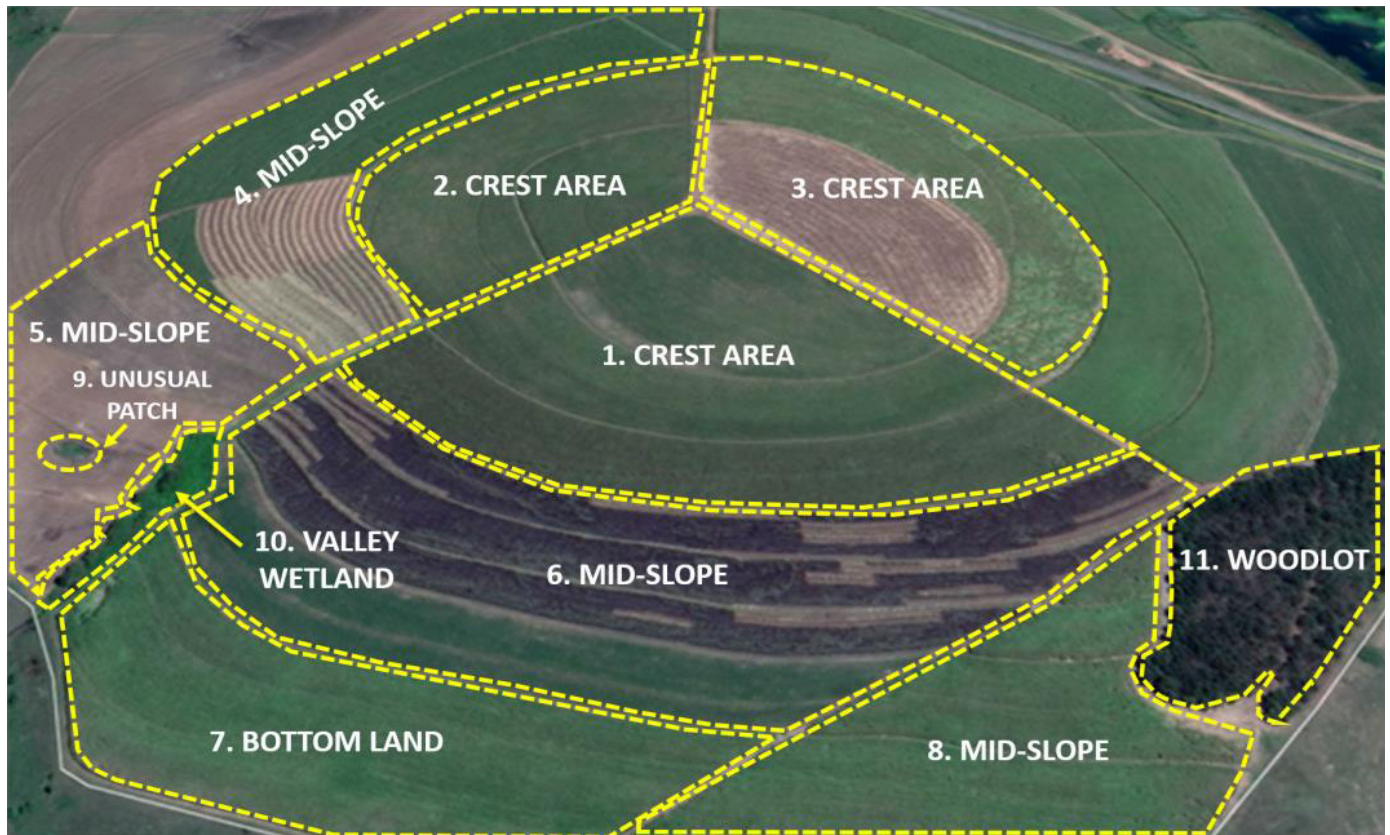 4. MID-SLOPE
2. CREST AREA
3. CREST AREA
5. MID-SLOPE
1. CREST AREA
9. UNUSUAL
PATCH
10. VALLEY
WETLAND
6. MID-SLOPE
11. WOODLOT
7. BOTTOM LAND
8. MID-SLOPE